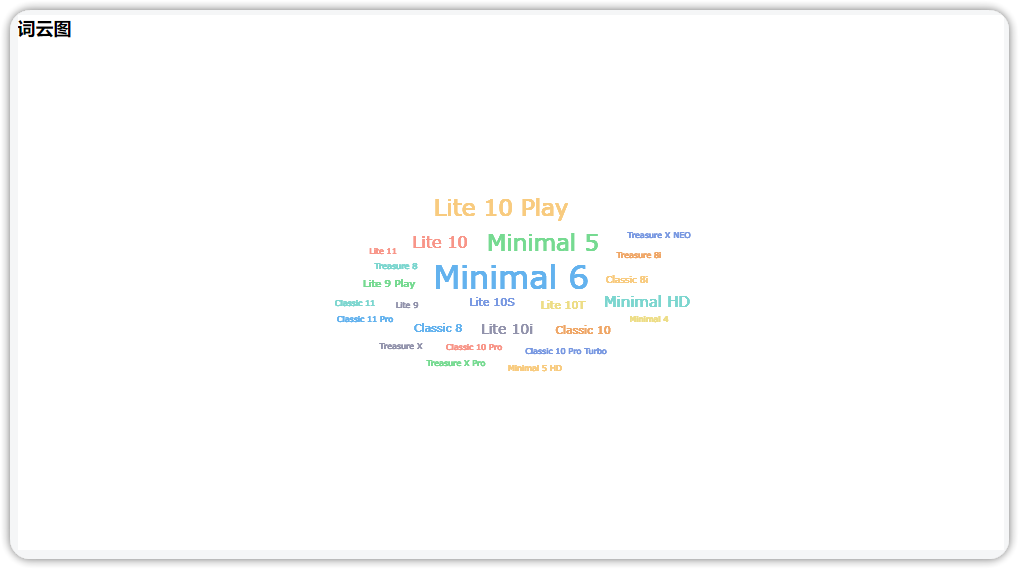 词云图
Lite 10 Play
Treasure X NEO
Lite 10
Minimal 5
Lite 11
Treasure 8i
Treasure 8
Minimal 6
Lite 9 Play
Classic 8i
Classic 11
Lite 9
Lite 10S
Lite 10T
Minimal HD
Classic 11 Pro
Minimal 4
Classic 8
Lite 10i
Classic 10
Treasure X
Classic 10 Pro
Classic 10 Pro Turbo
Treasure X Pro
Minimal 5 HD